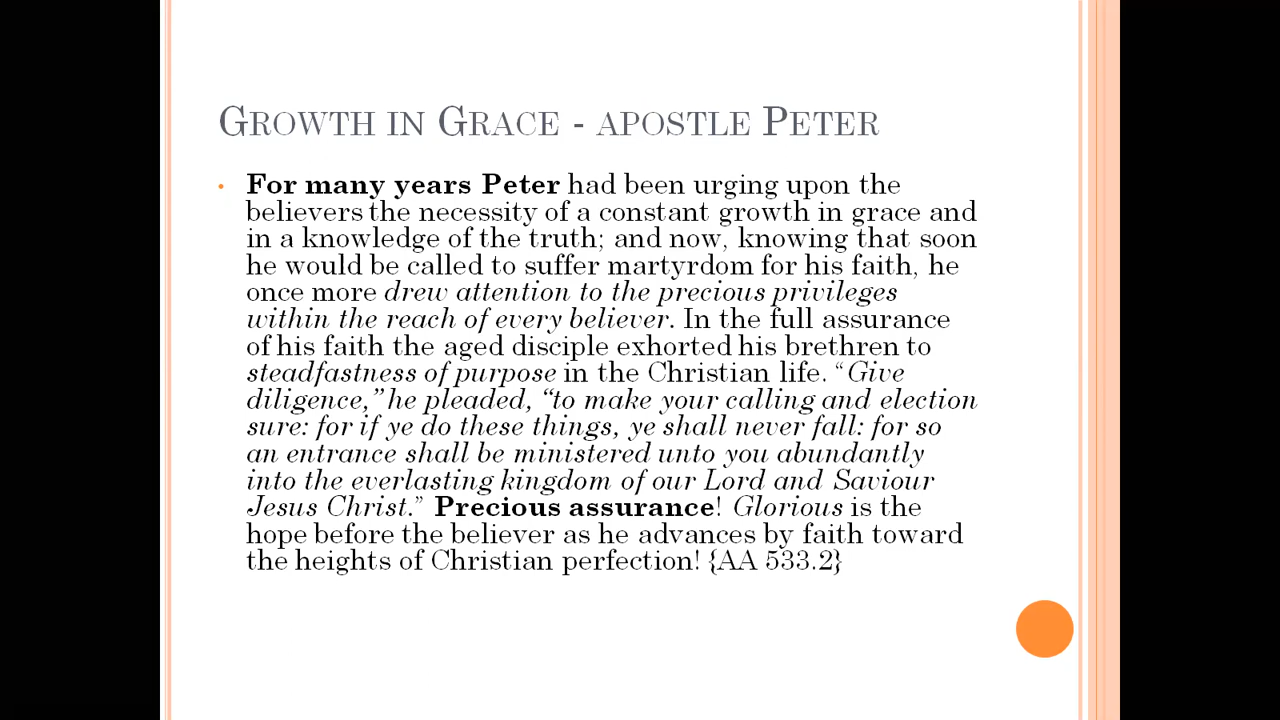 Growth in Grace - apostle Peter
• For many years Peter had been urging upon the
believers the necessity of a constant growth in grace and
in a knowledge of the truth; and now, knowing that soon
he would be called to suffer martyrdom for his faith, he
once more drew attention to the precious privileges
within the reach of every believer. In the full assurance
of his faith the aged disciple exhorted his brethren to
steadfastness of purpose in the Christian life. “Give
diligence,” he pleaded, “to make your calling and election
sure: for if ye do these things, ye shall never fall: for so
an entrance shall be ministered unto you abundantly
into the everlasting kingdom of our Lord and Saviour
Jesus Christ.” Precious assurance! Glorious is the
hope before the believer as he advances by faith toward
the heights of Christian perfection! {AA 533.2}